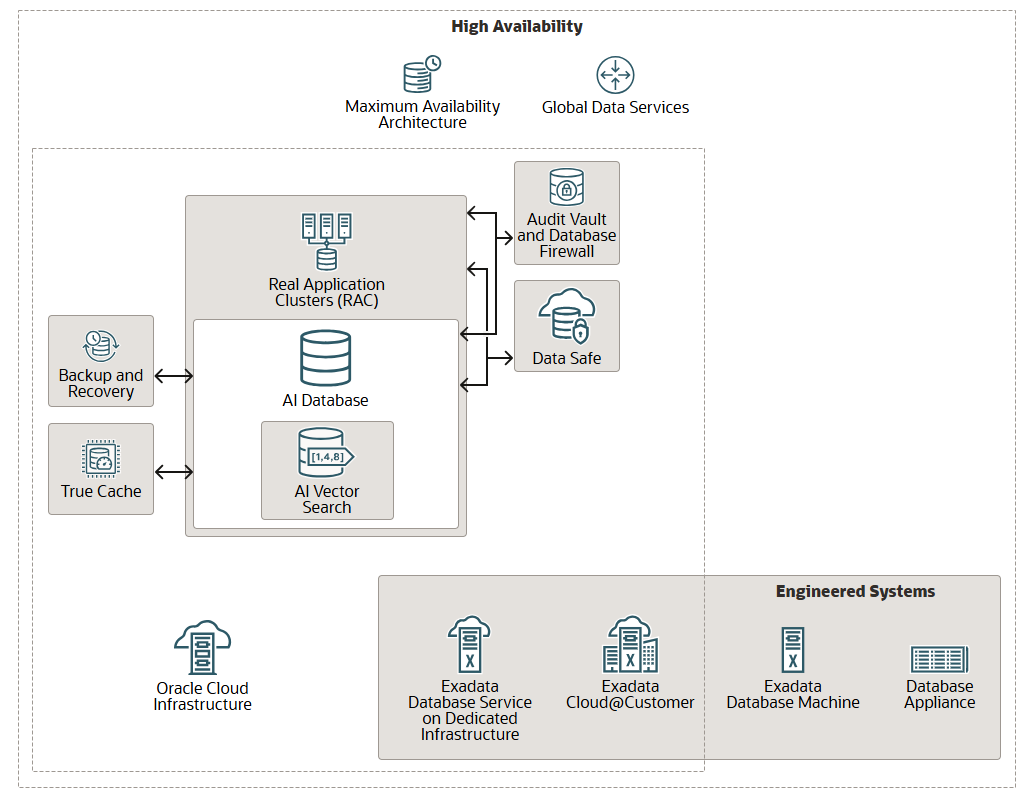 High Availability
Maximum Availability
Architecture
Global Data Services
Audit Vault
and Database
Firewall
Real Application
Clusters (RAC)
Data Safe
Backup and
Recovery
AI Database
[1,4,8]
AI Vector
Search
True Cache
Engineered Systems
Oracle Cloud
Infrastructure
X
Exadata
Database Service
on Dedicated
Infrastructure
X
Exadata
Cloud@Customer
X
Exadata
Database Machine
Database
Appliance